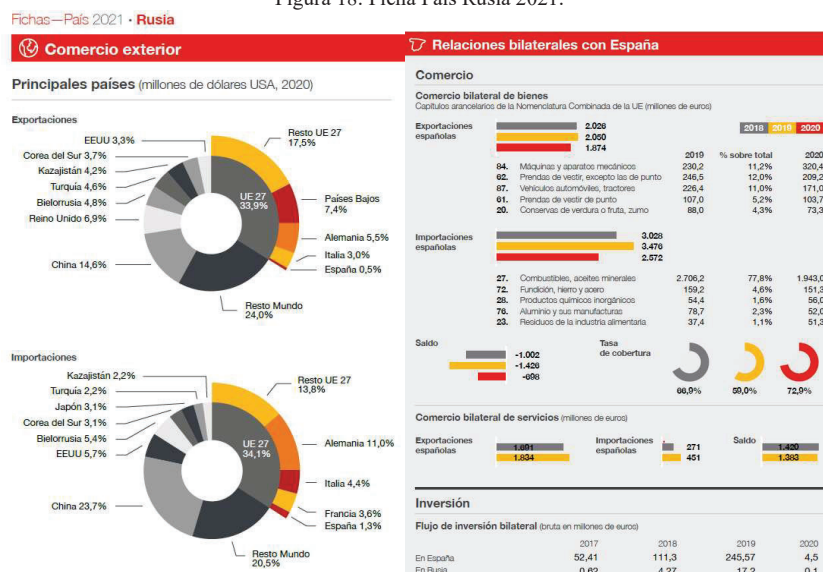 Figura 18: Ficha País Rusia 2021.
Fichas—País 2021 · Rusia
Comercio exterior
Principales países (millones de dólares USA, 2020)
Exportaciones
EEUU 3,3%
Corea del Sur 3,7%
Kazajistán 4,2%
Turquía 4,6%
Bielorrusia 4,8%
Reino Unido 6,9%
China 14,6%
Resto UE 27
17,5%
UE 27
33,9%
Países Bajos
7,4%
Alemania 5,5%
Italia 3,0%
España 0,5%
Resto Mundo
24,0%
Importaciones
Kazajistán 2,2%
Turquía 2,2%
Japón 3,1%
Corea del Sur 3,1%
Bielorrusia 5,4%
EEUU 5,7%
China 23,7%
Resto UE 27
13,8%
UE 27
34,1%
Alemania 11,0%
Italia 4,4%
Francia 3,6%
España 1,3%
Resto Mundo
20,5%
Relaciones bilaterales con España
Comercio
Comercio bilateral de bienes
Capítulos arancelarios de la Nomenclatura Combinada de la UE (millones de euros)
Exportaciones
españolas
2.026
2.050
1.874
2018 2019 2020
2019 % sobre total 2020
84. Máquinas y aparatos mecánicos 230,2 11,2% 320,4
62. Prendas de vestir, excepto las de punto 246,5 12,0% 209,2
87. Vehículos automóviles, tractores 226,4 11,0% 171,0
61. Prendas de vestir de punto 107,0 5,2% 103,7
20. Conservas de verdura o fruta, zumo 88,0 4,3% 73,3
Importaciones
españolas
3.028
3.476
2.572
27. Combustibles, aceites minerales 2.706,2 77,8% 1.943,0
72. Fundición, hierro y acero 159,2 4,6% 151,3
28. Productos químicos inorgánicos 54,4 1,6% 56,0
76. Aluminio y sus manufacturas 78,7 2,3% 52,0
23. Residuos de la industria alimentaria 37,4 1,1% 51,3
Saldo
-1.002
-1.426
-698
Tasa
de cobertura
66,9% 59,0% 72,9%
Comercio bilateral de servicios (millones de euros)
Exportaciones
españolas
1.691
1.834
Importaciones
españolas
271
451
Saldo
1.420
1.383
Inversión
Flujo de inversión bilateral (bruta en millones de euros)
2017 2018 2019 2020
En España 52,41 111,3 245,57 4,5
En Rusia 0,62 4,27 17,2 0,1